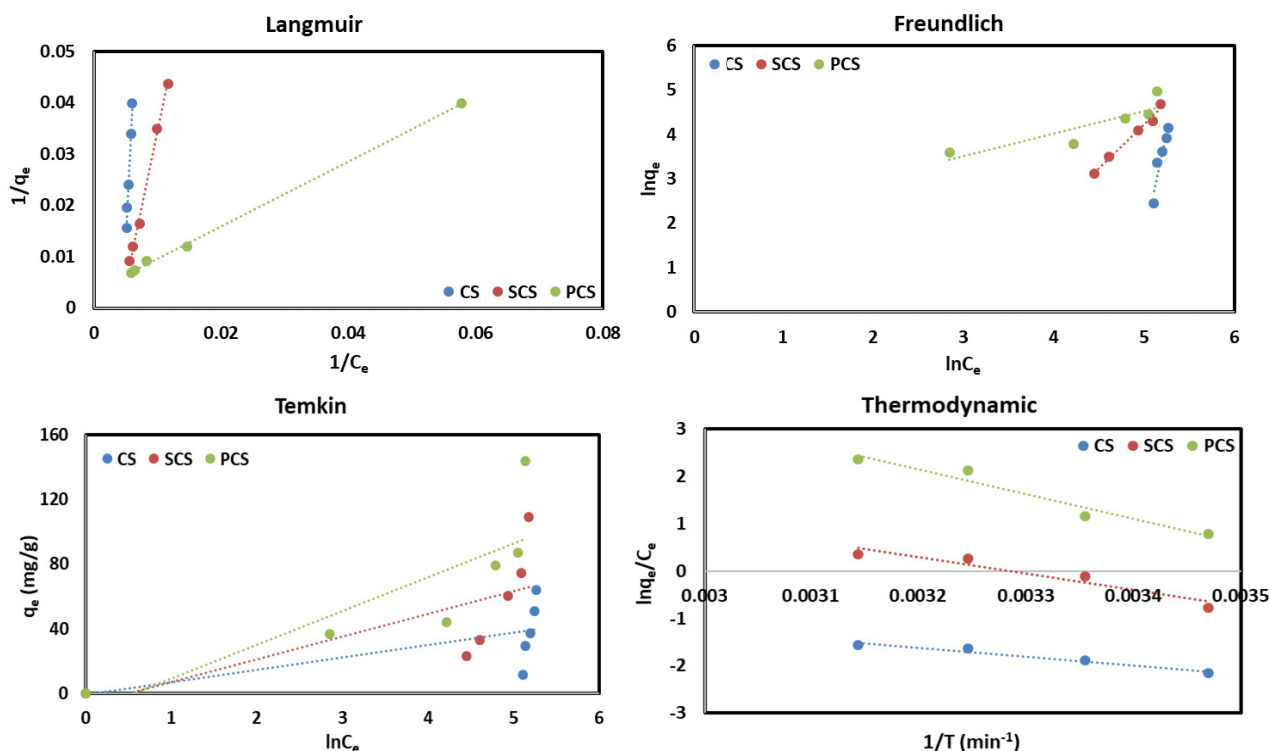 Langmuir
0.05
0.04
0.03
0.02
0.01
0
1/qₑ
CS SCS PCS
0 0.02 0.04 0.06 0.08
1/Cₑ
Freundlich
6
5
4
3
2
1
0
lnqₑ
CS SCS PCS
0 1 2 3 4 5 6
lnCₑ
Temkin
160
120
80
40
0
qₑ (mg/g)
CS SCS PCS
0 1 2 3 4 5 6
lnCₑ
Thermodynamic
3
2
1
0
-1
-2
-3
lnqₑ/Cₑ
CS SCS PCS
0.003 0.0031 0.0032 0.0033 0.0034 0.0035
1/T (min⁻¹)